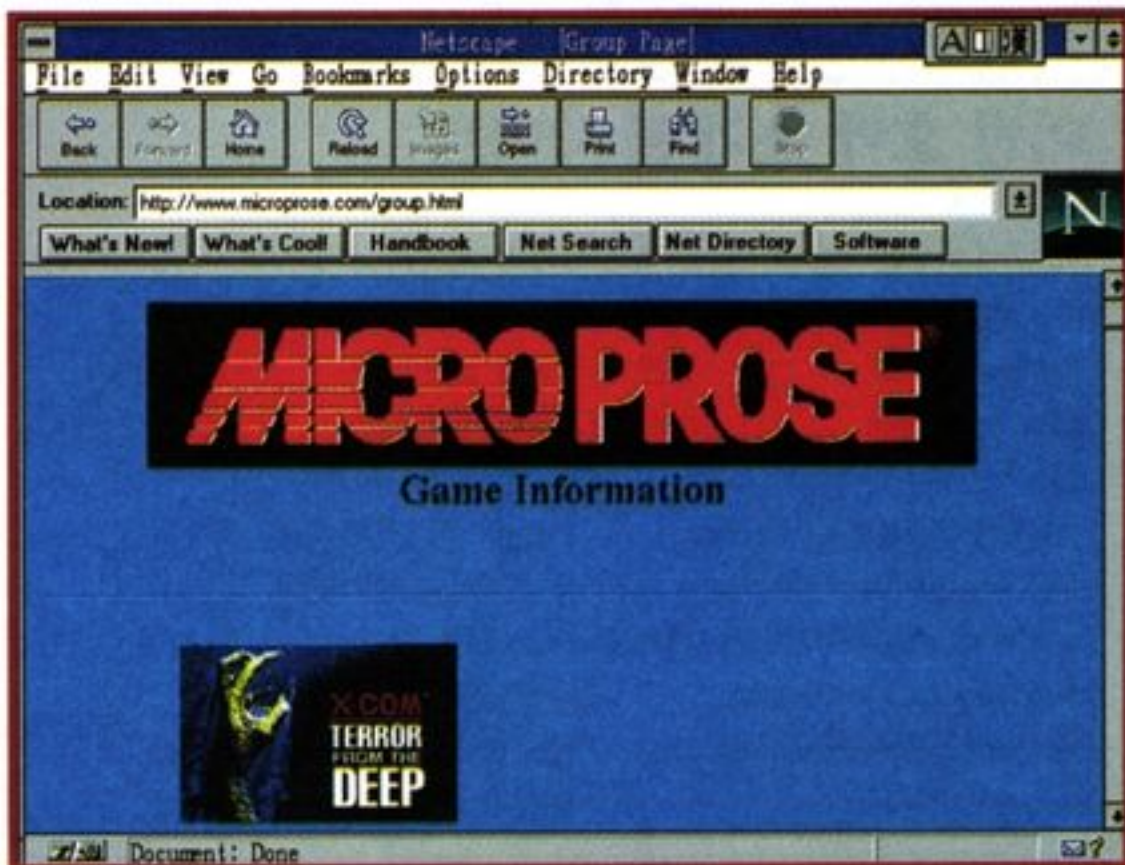 Netscape [Group Page]
File Edit View Go Bookmarks Options Directory Window Help
Back Forward Home Reload Images Open Print Find Stop
Location: http://www.microprose.com/group.html
What's New! What's Cool! Handbook Net Search Net Directory Software
MICRO PROSE
Game Information
X-COM
TERROR
FROM THE
DEEP
Document: Done